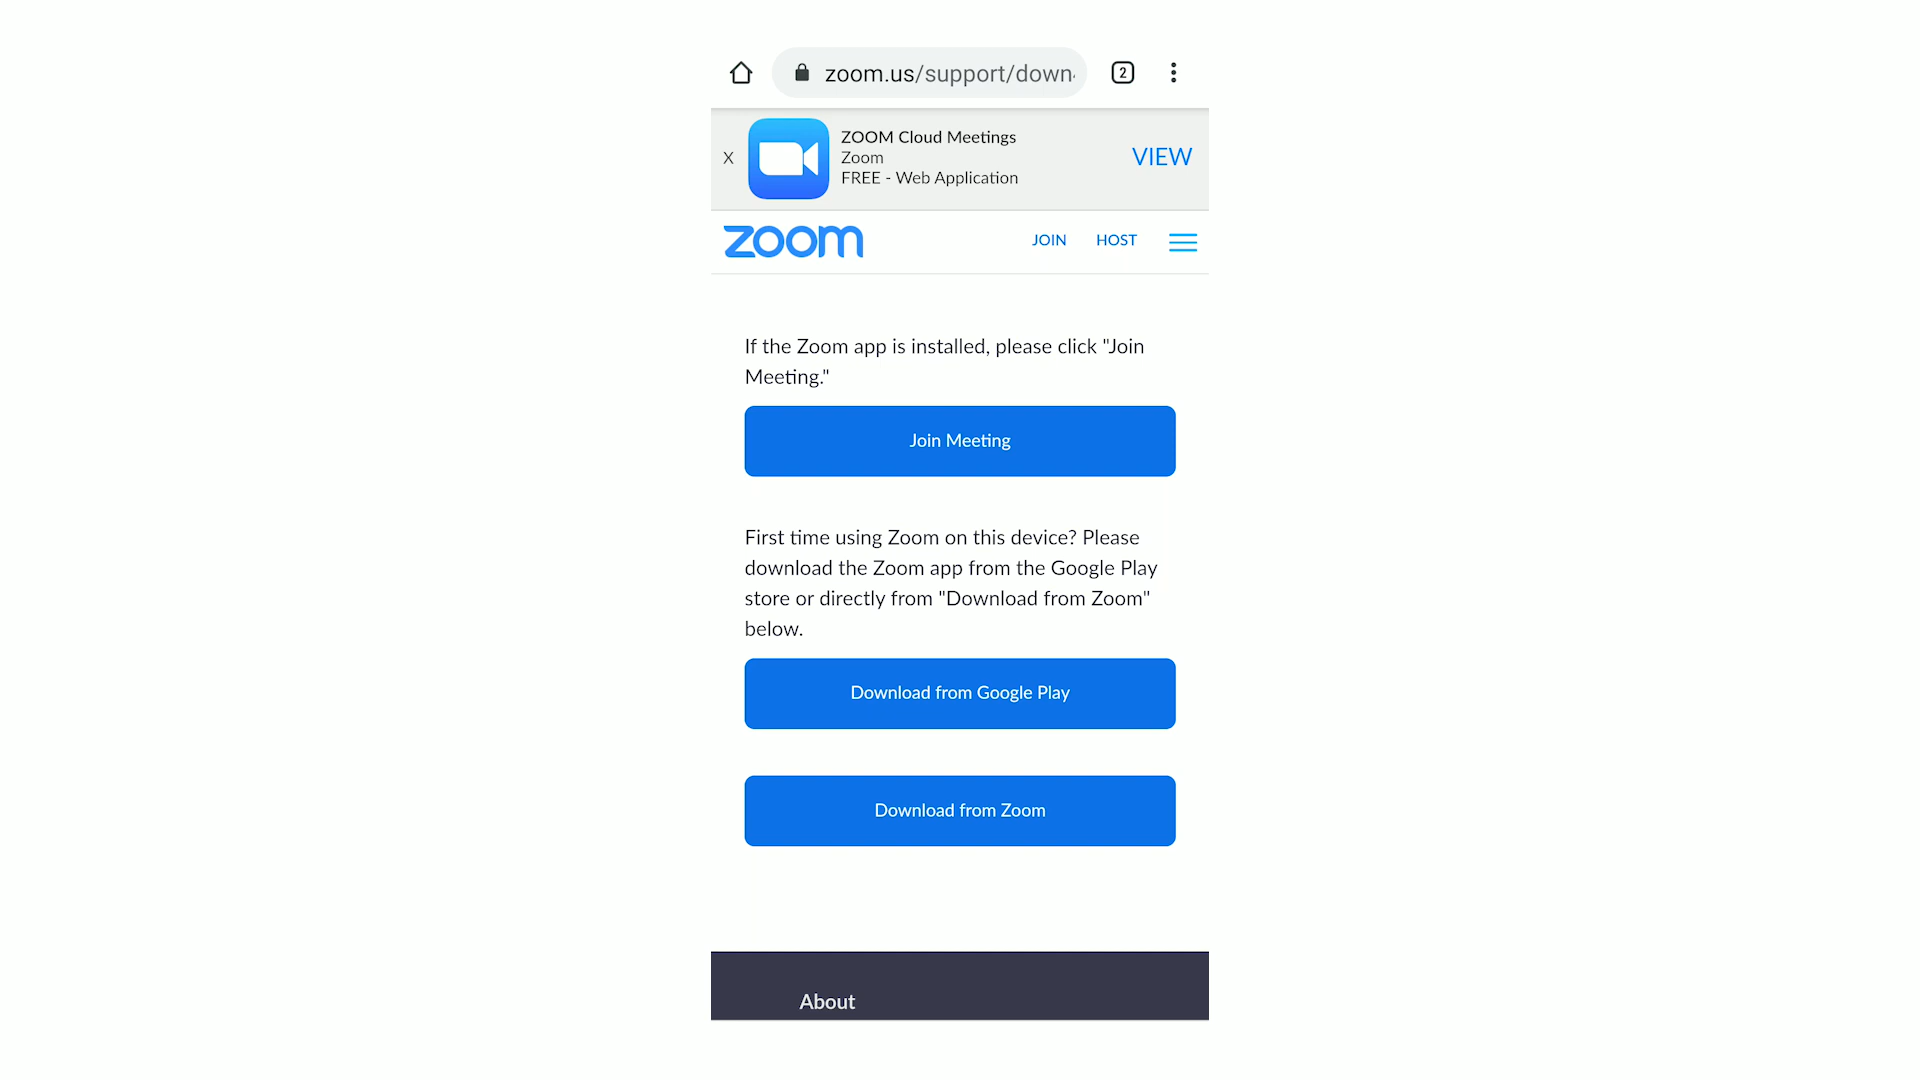 zoom.us/support/down
2
X
ZOOM Cloud Meetings
Zoom
FREE - Web Application
VIEW
zoom
JOIN
HOST
If the Zoom app is installed, please click "Join
Meeting."
Join Meeting
First time using Zoom on this device? Please
download the Zoom app from the Google Play
store or directly from "Download from Zoom"
below.
Download from Google Play
Download from Zoom
About